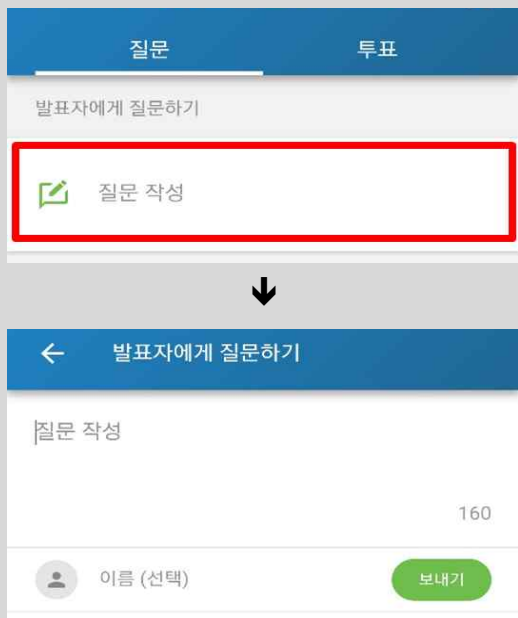 질문 투표
발표자에게 질문하기
질문 작성
발표자에게 질문하기
질문 작성
160
이름 (선택) 보내기